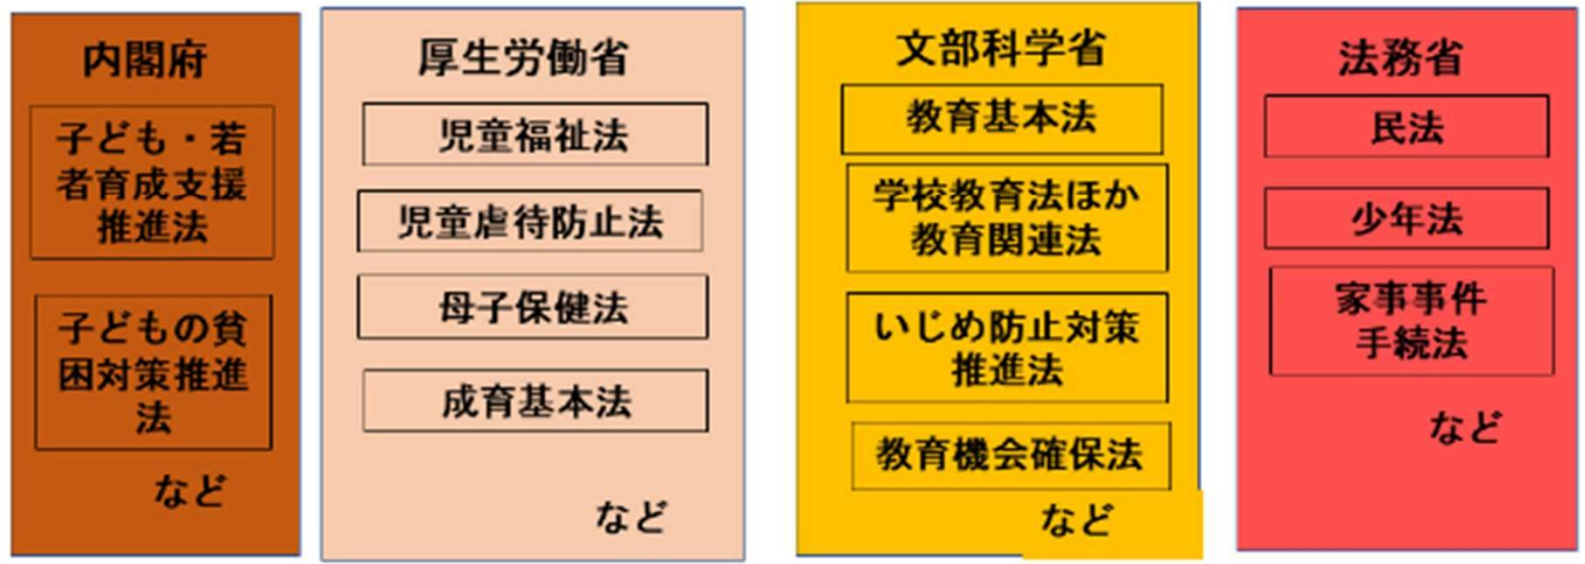 内閣府
子ども・若
者育成支援
推進法
子どもの貧
困対策推進
法
など
厚生労働省
児童福祉法
児童虐待防止法
母子保健法
成育基本法
など
文部科学省
教育基本法
学校教育法ほか
教育関連法
いじめ防止対策
推進法
教育機会確保法
など
法務省
民法
少年法
家事事件
手続法
など